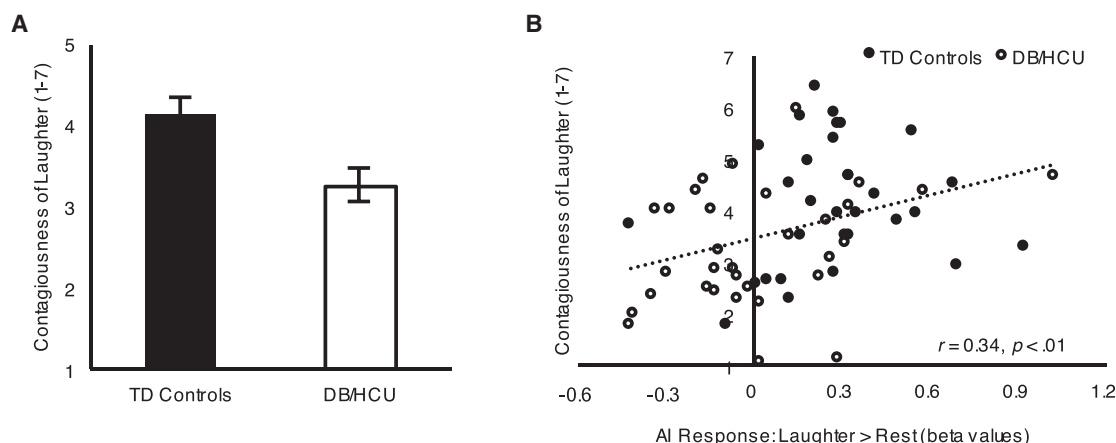 A
5
4
3
2
1
Contagiousness of Laughter (1-7)
TD Controls
DB/HCU
B
7
6
5
4
3
2
1
Contagiousness of Laughter (1-7)
TD Controls
DB/HCU
r = 0.34, p < .01
-0.6 -0.3 0 0.3 0.6 0.9 1.2
AI Response: Laughter > Rest (beta values)